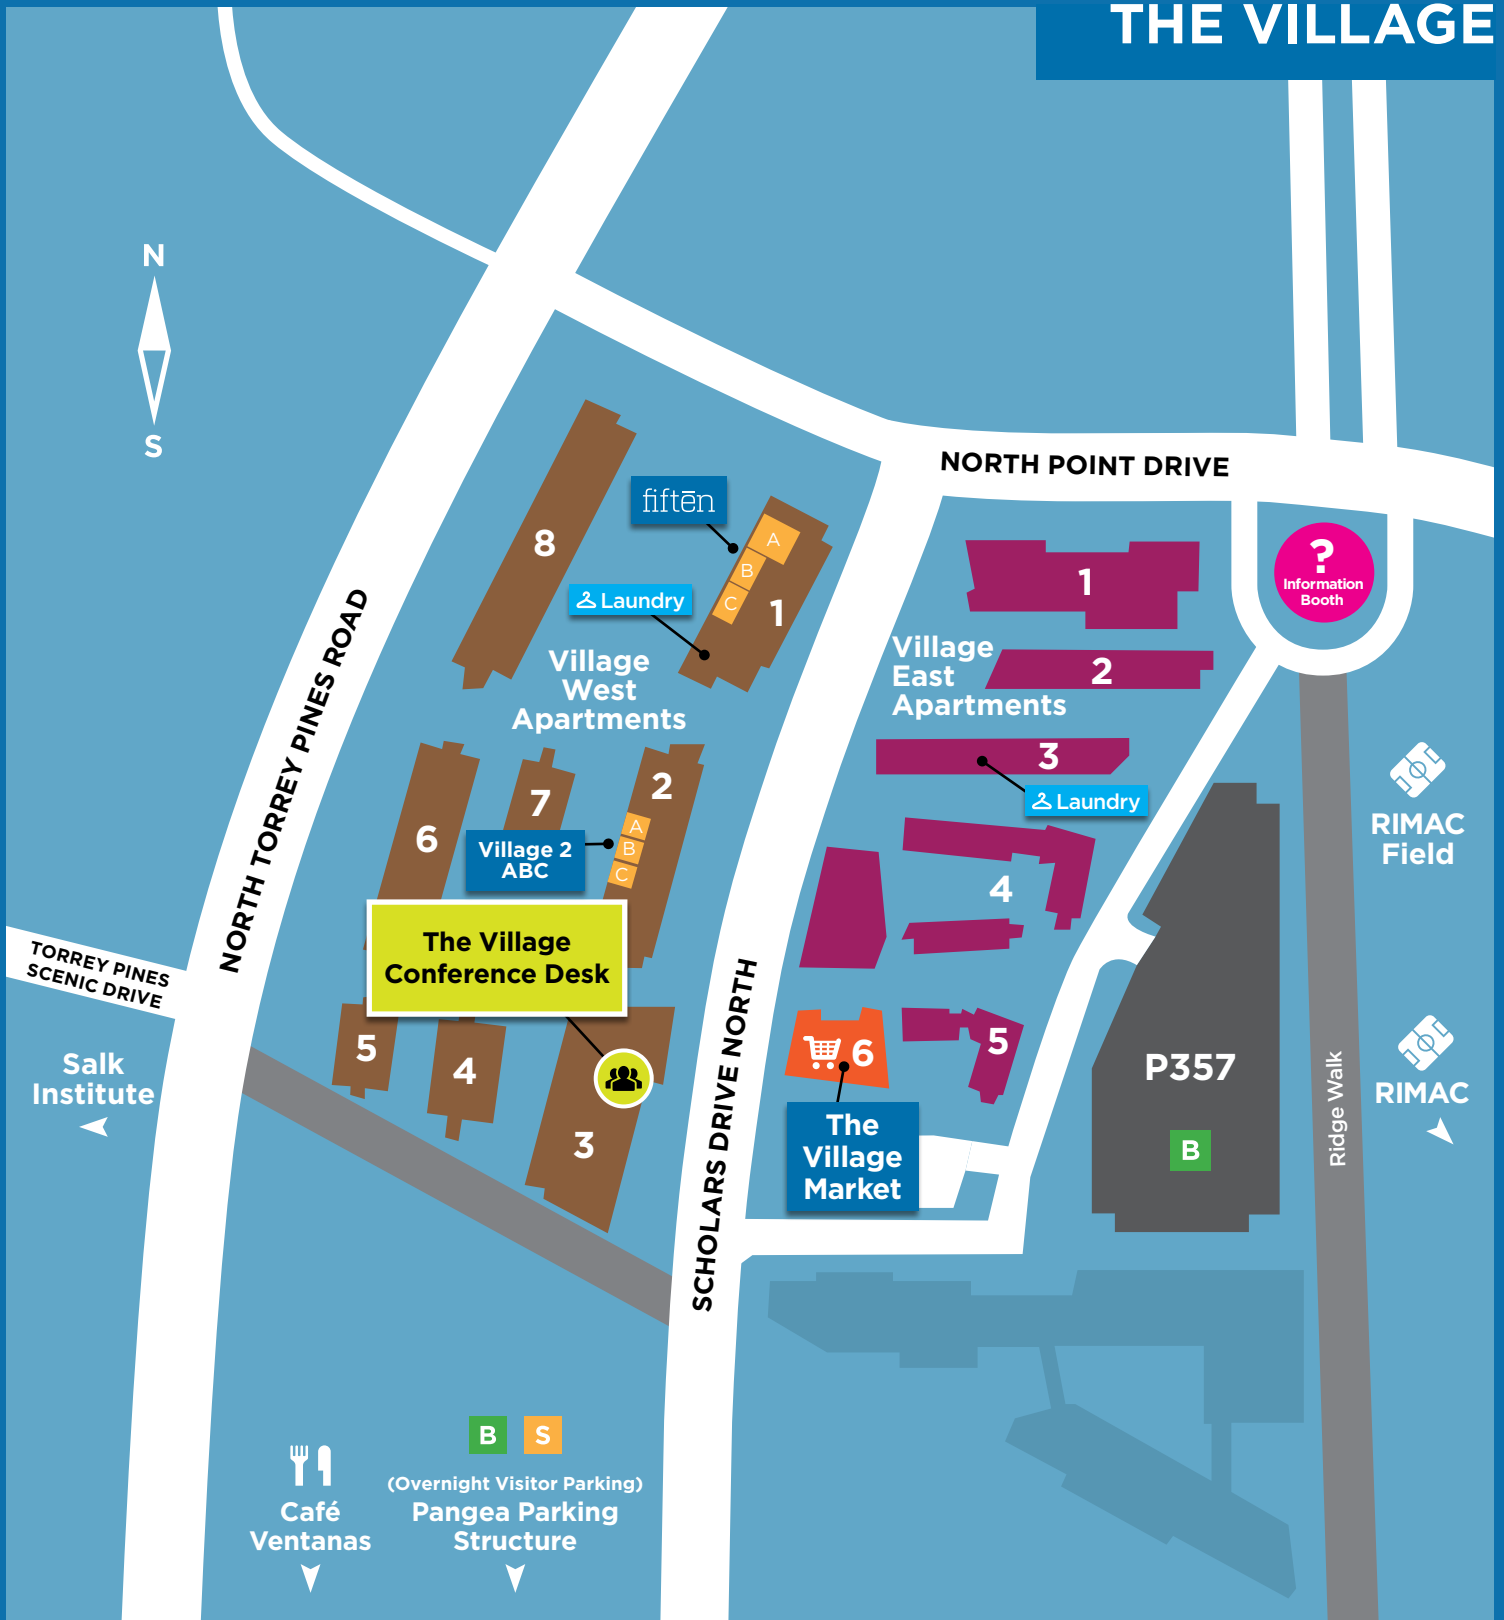 THE VILLAGE
N
S
NORTH POINT DRIVE
fiftēn
A
B
C
8
1
Laundry
?
Information
Booth
1
Village
West
Apartments
Village
East
Apartments
2
NORTH TORREY PINES ROAD
3
Laundry
2
7
6
A
B
C
Village 2
ABC
RIMAC
Field
4
The Village
Conference Desk
TORREY PINES
SCENIC DRIVE
SCHOLARS DRIVE NORTH
5
4
3
6
5
P357
B
Ridge Walk
RIMAC
Salk
Institute
The
Village
Market
B
S
(Overnight Visitor Parking)
Pangea Parking
Structure
Café
Ventanas